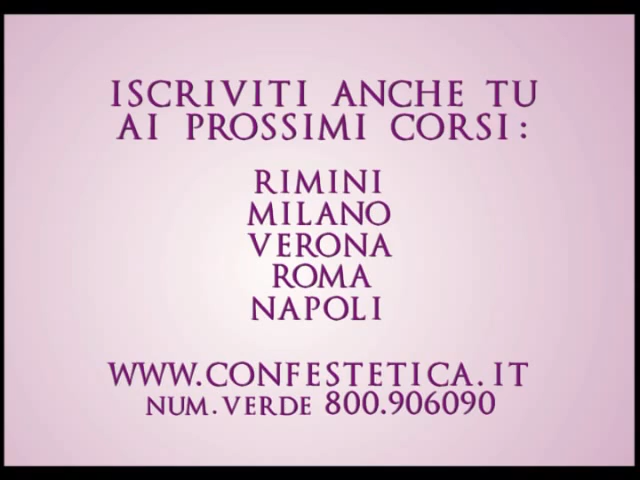 ISCRIVITI ANCHE TU
AI PROSSIMI CORSI:
RIMINI
MILANO
VERONA
ROMA
NAPOLI
WWW.CONFESTETICA.IT
NUM.VERDE 800.906090